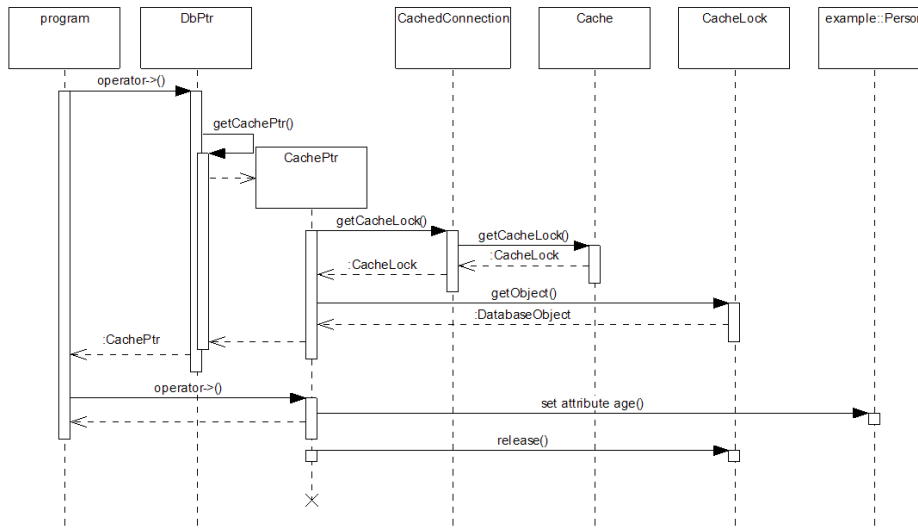 program
DbPtr
CachedConnection
Cache
CacheLock
example::Person
operator->()
getCachePtr()
CachePtr
getCacheLock()
getCacheLock()
:CacheLock
:CacheLock
getObject()
:DatabaseObject
:CachePtr
operator->()
set attribute age()
release()